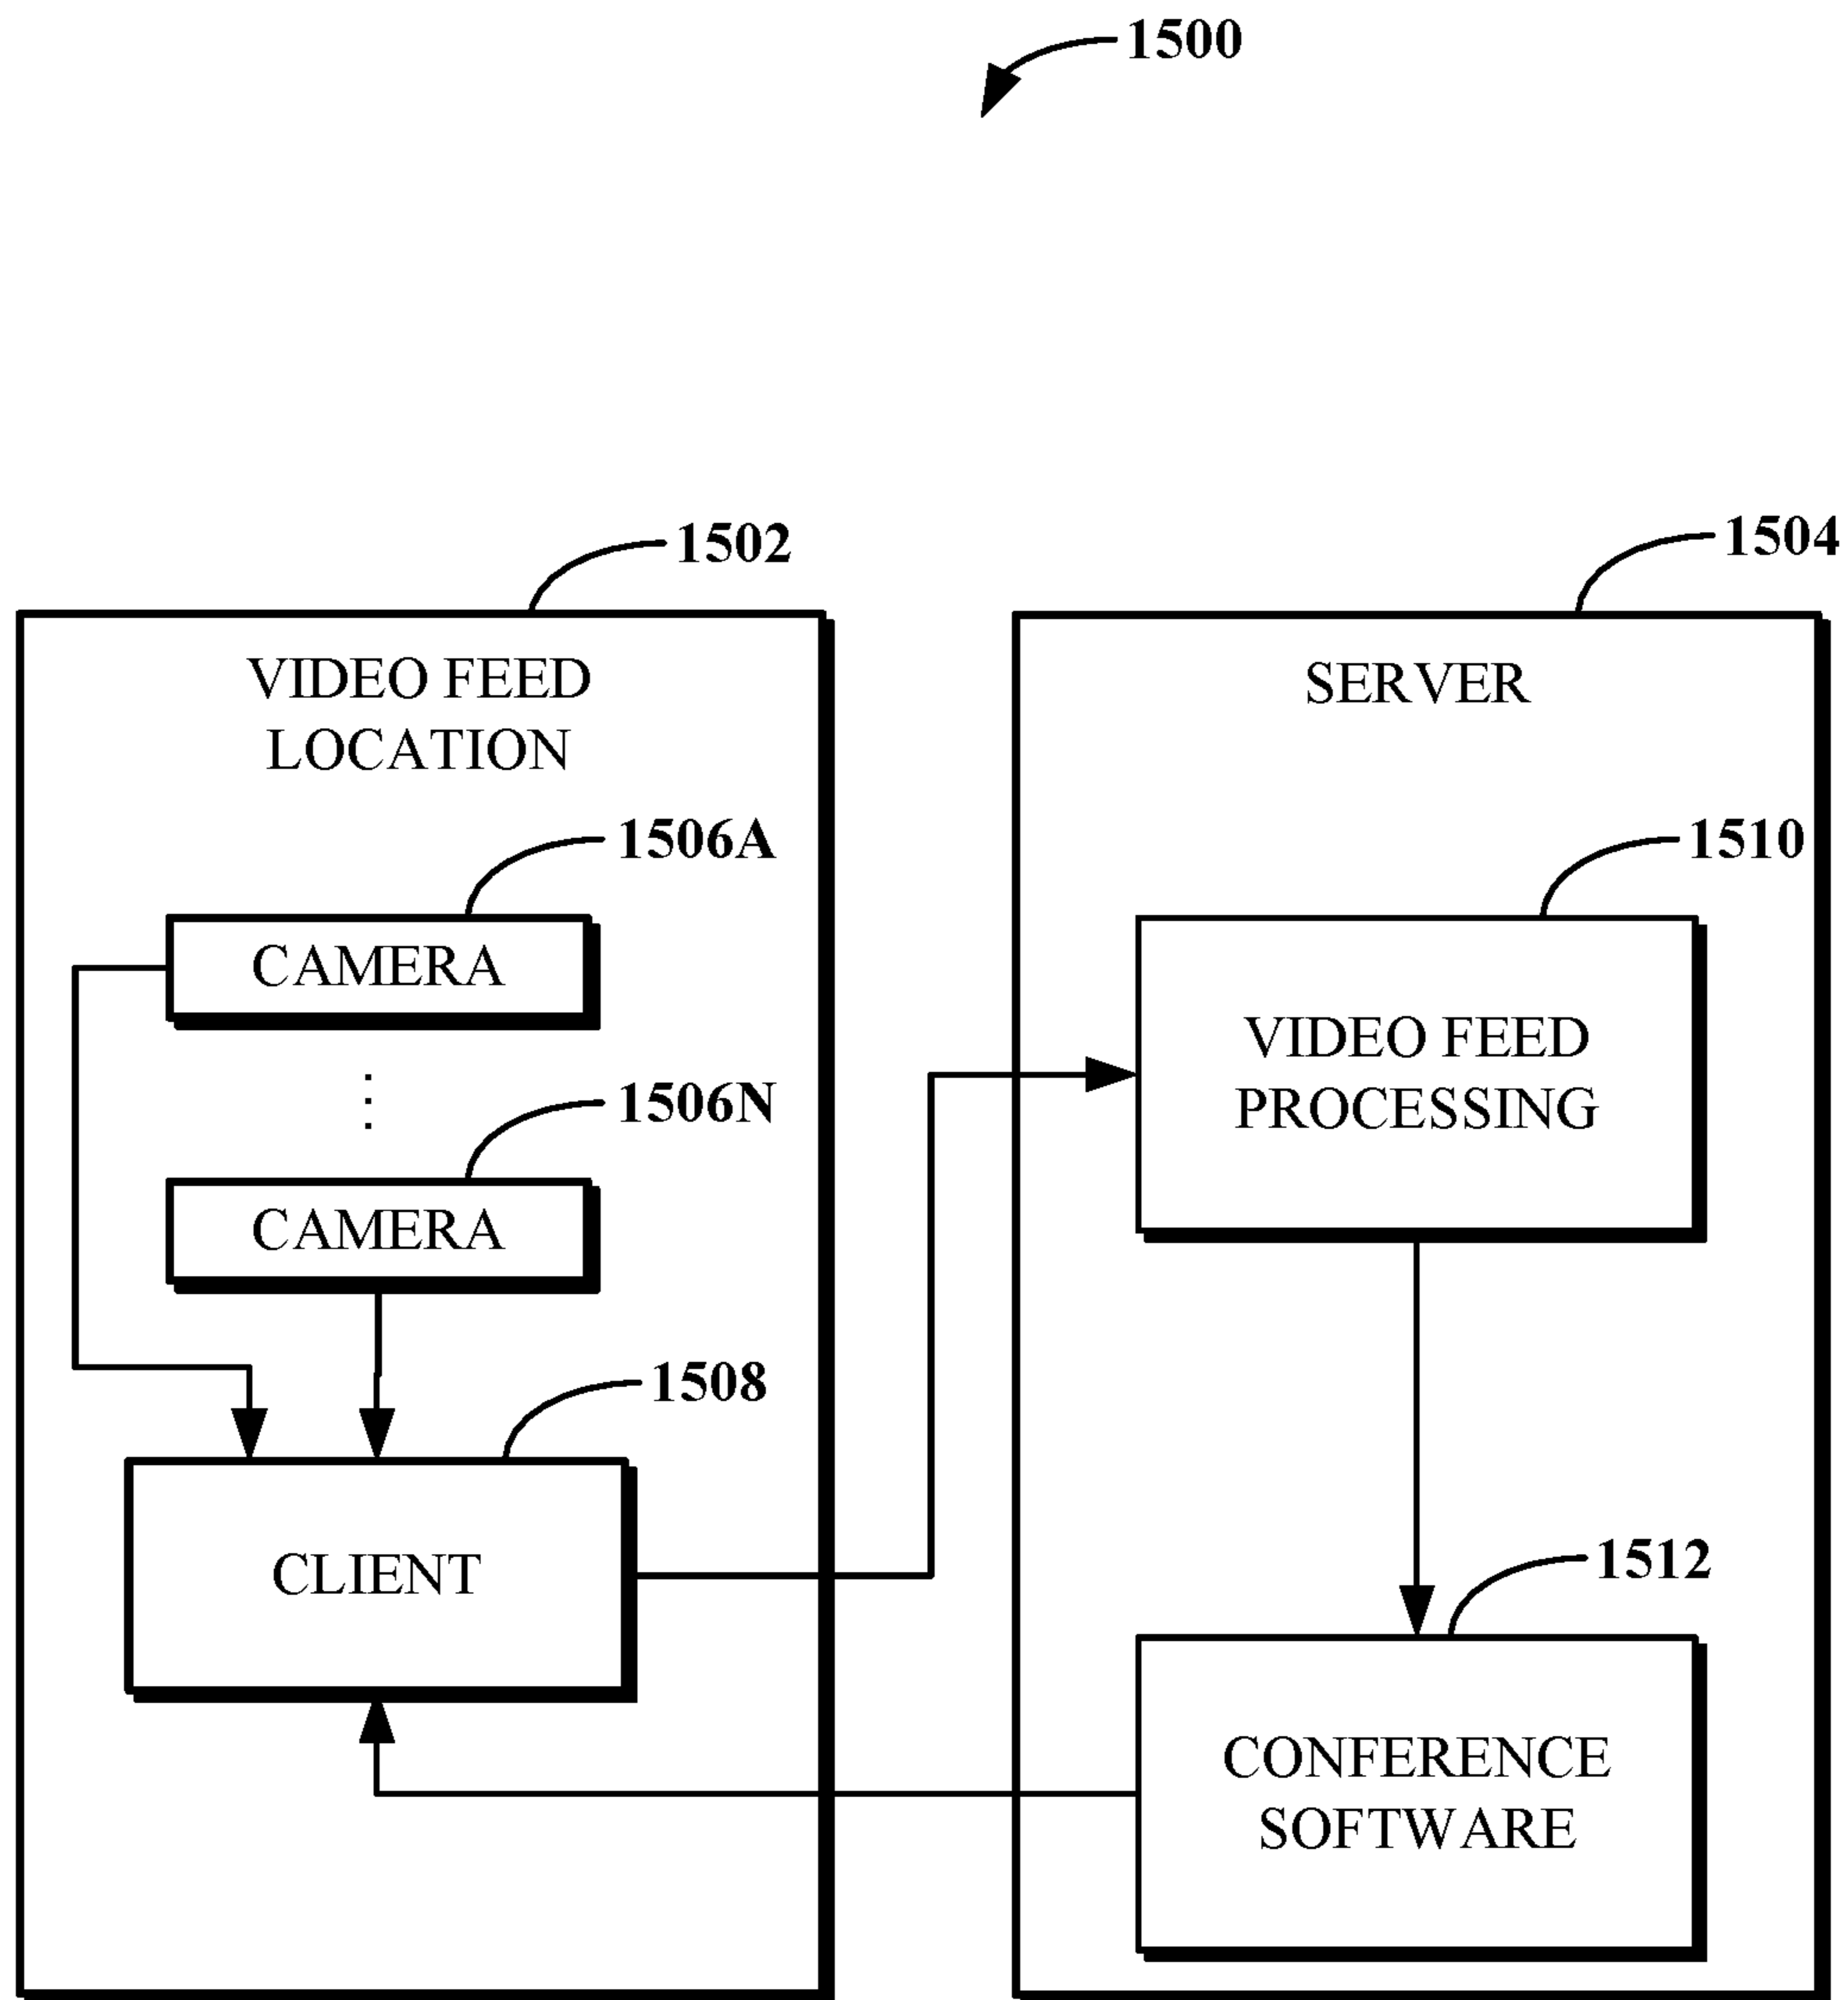 1500
1502
1504
VIDEO FEED
LOCATION
SERVER
1506A
1510
CAMERA
VIDEO FEED
PROCESSING
1506N
CAMERA
1508
CLIENT
1512
CONFERENCE
SOFTWARE